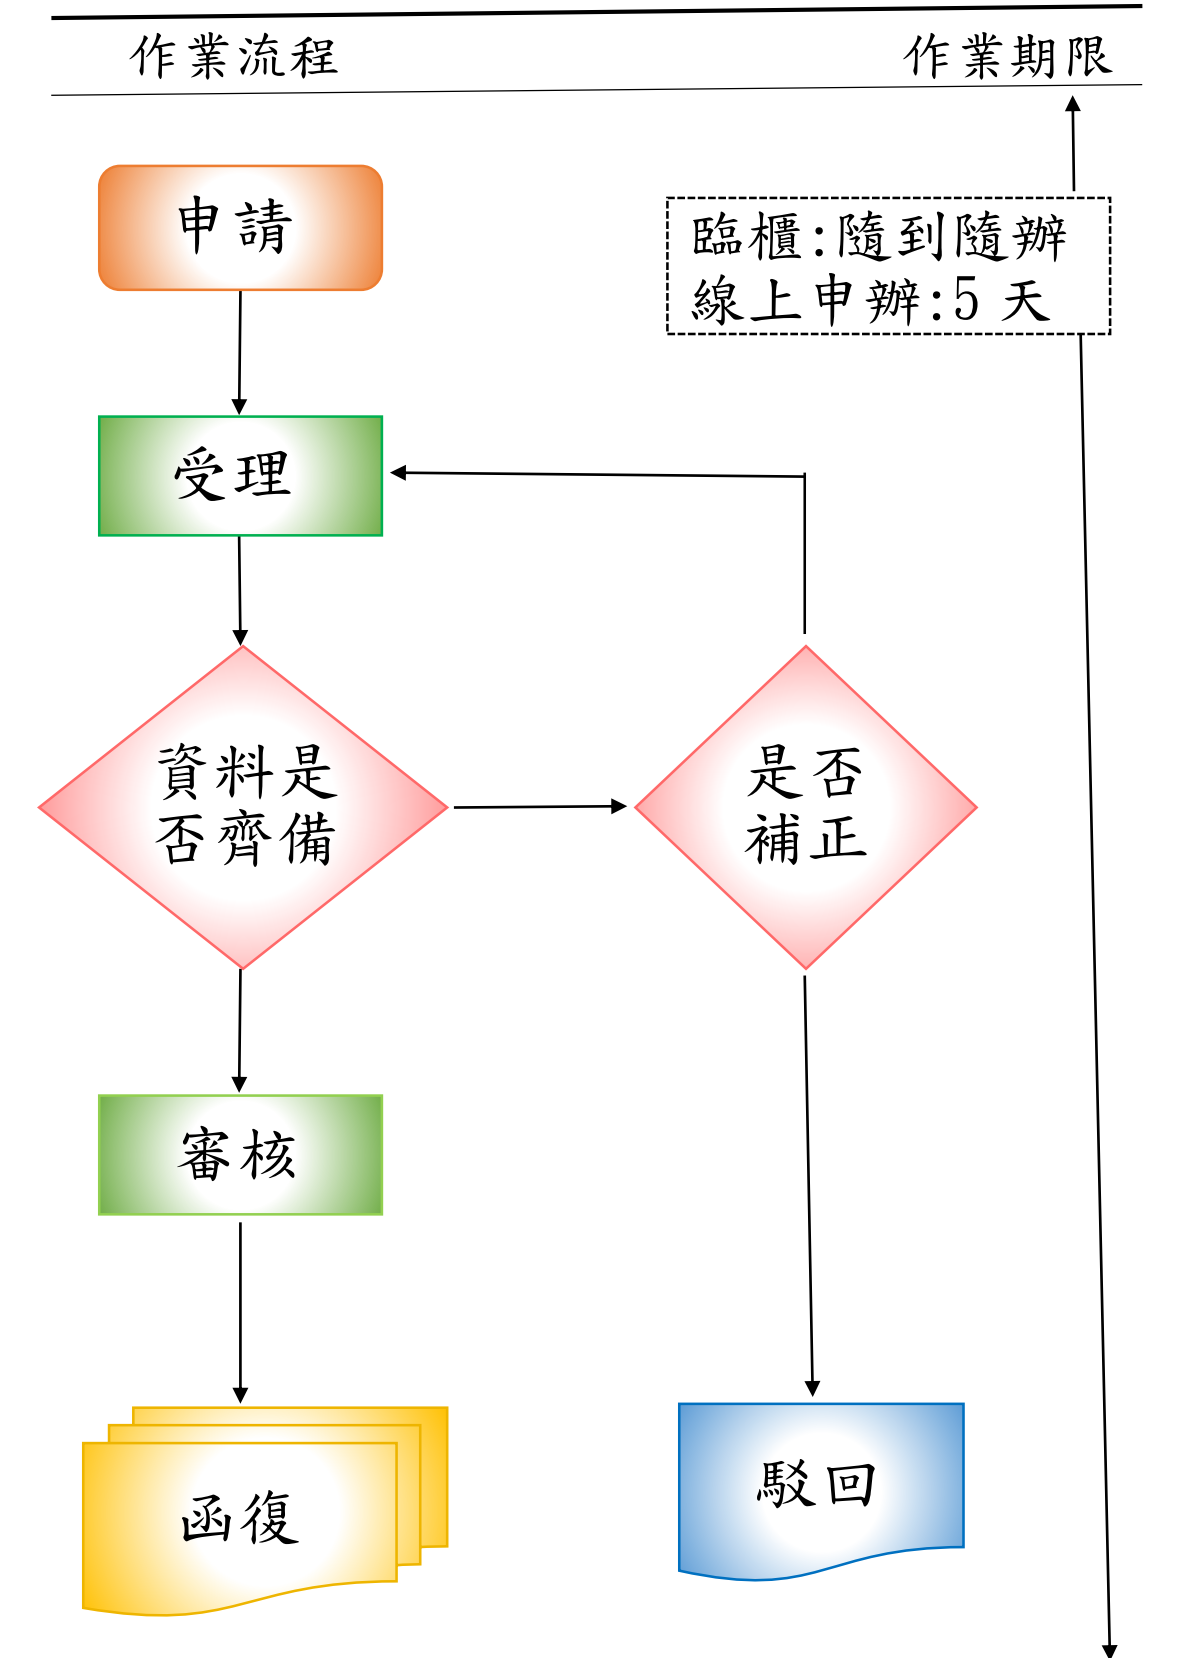 作業流程
作業期限
申請
臨櫃:隨到隨辦
線上申辦:5 天
受理
資料是
否齊備
是否
補正
審核
函復
駁回